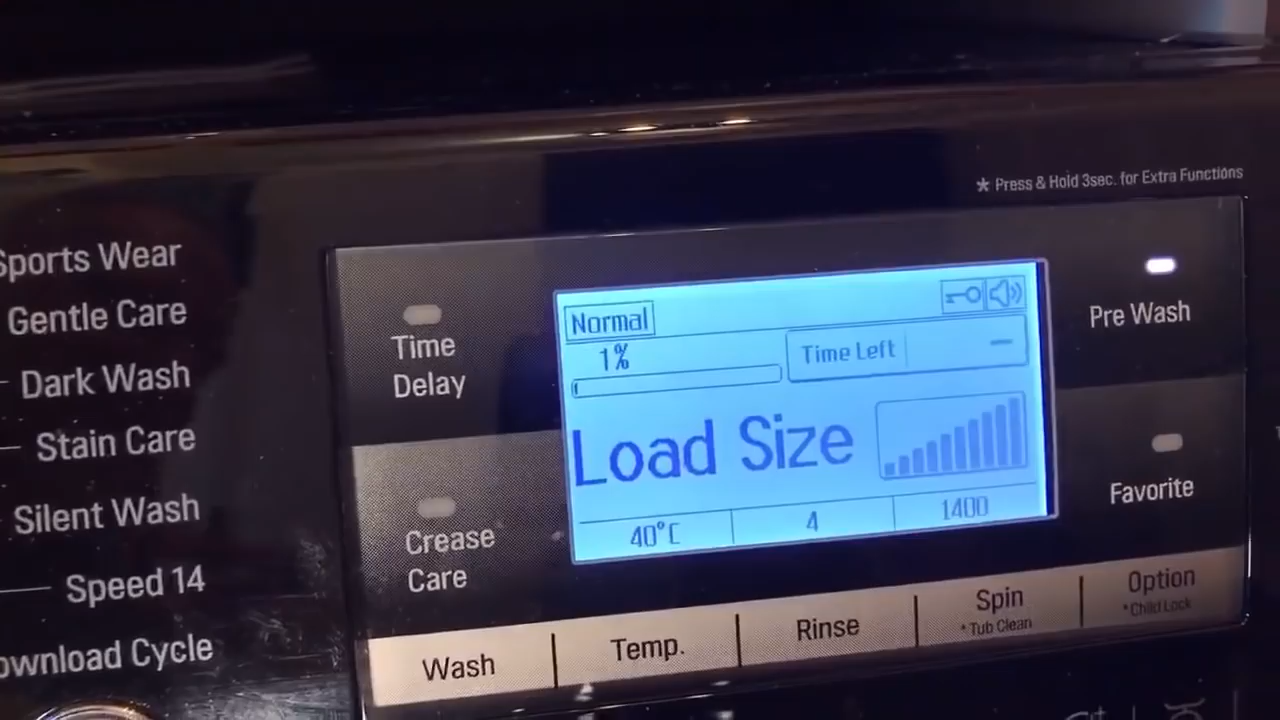 * Press & Hold 3sec. for Extra Functions
Sports Wear
Gentle Care
Dark Wash
Stain Care
Silent Wash
Speed 14
Download Cycle
Time
Delay
Crease
Care
Normal
1%
Time Left –
Load Size
40°C 4 1400
Pre Wash
Favorite
Wash
Temp.
Rinse
Spin
*Tub Clean
Option
*Child Lock